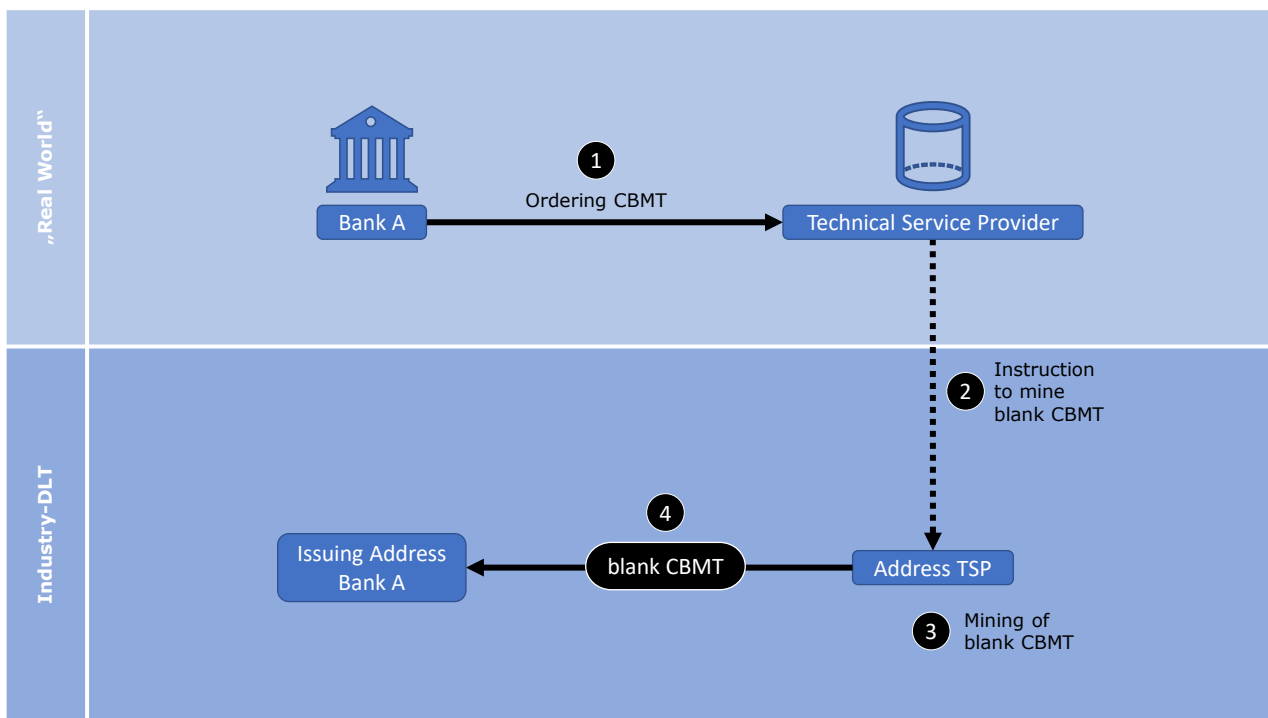 „Real World“
1
Ordering CBMT
Bank A
Technical Service Provider
Industry-DLT
2
Instruction
to mine
blank CBMT
4
Issuing Address
Bank A
blank CBMT
Address TSP
3
Mining of
blank CBMT